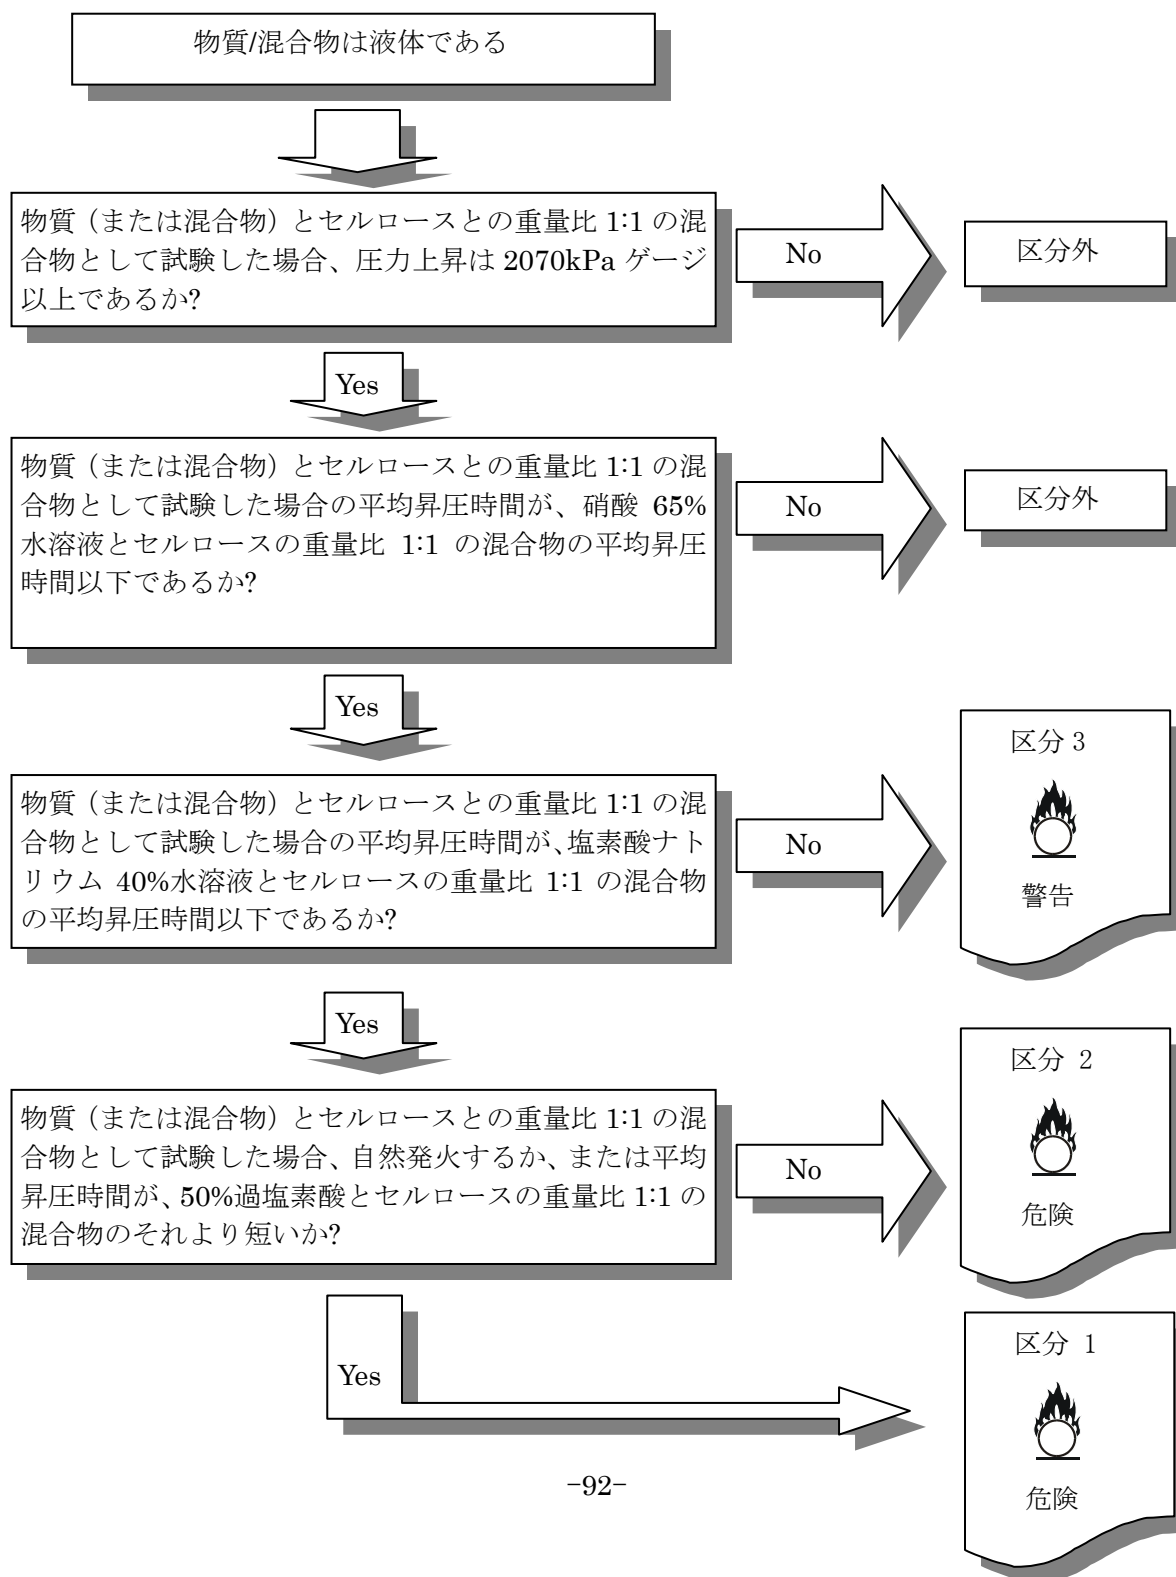 物質/混合物は液体である
物質（または混合物）とセルロースとの重量比 1:1 の混
合物として試験した場合、圧力上昇は 2070kPa ゲージ
以上であるか?
No
区分外
Yes
物質（または混合物）とセルロースとの重量比 1:1 の混
合物として試験した場合の平均昇圧時間が、硝酸 65%
水溶液とセルロースの重量比 1:1 の混合物の平均昇圧
時間以下であるか?
No
区分外
Yes
物質（または混合物）とセルロースとの重量比 1:1 の混
合物として試験した場合の平均昇圧時間が、塩素酸ナト
リウム 40%水溶液とセルロースの重量比 1:1 の混合物
の平均昇圧時間以下であるか?
No
区分 3
警告
Yes
物質（または混合物）とセルロースとの重量比 1:1 の混
合物として試験した場合、自然発火するか、または平均
昇圧時間が、50%過塩素酸とセルロースの重量比 1:1 の
混合物のそれより短いか?
No
区分 2
危険
Yes
区分 1
危険
-92-